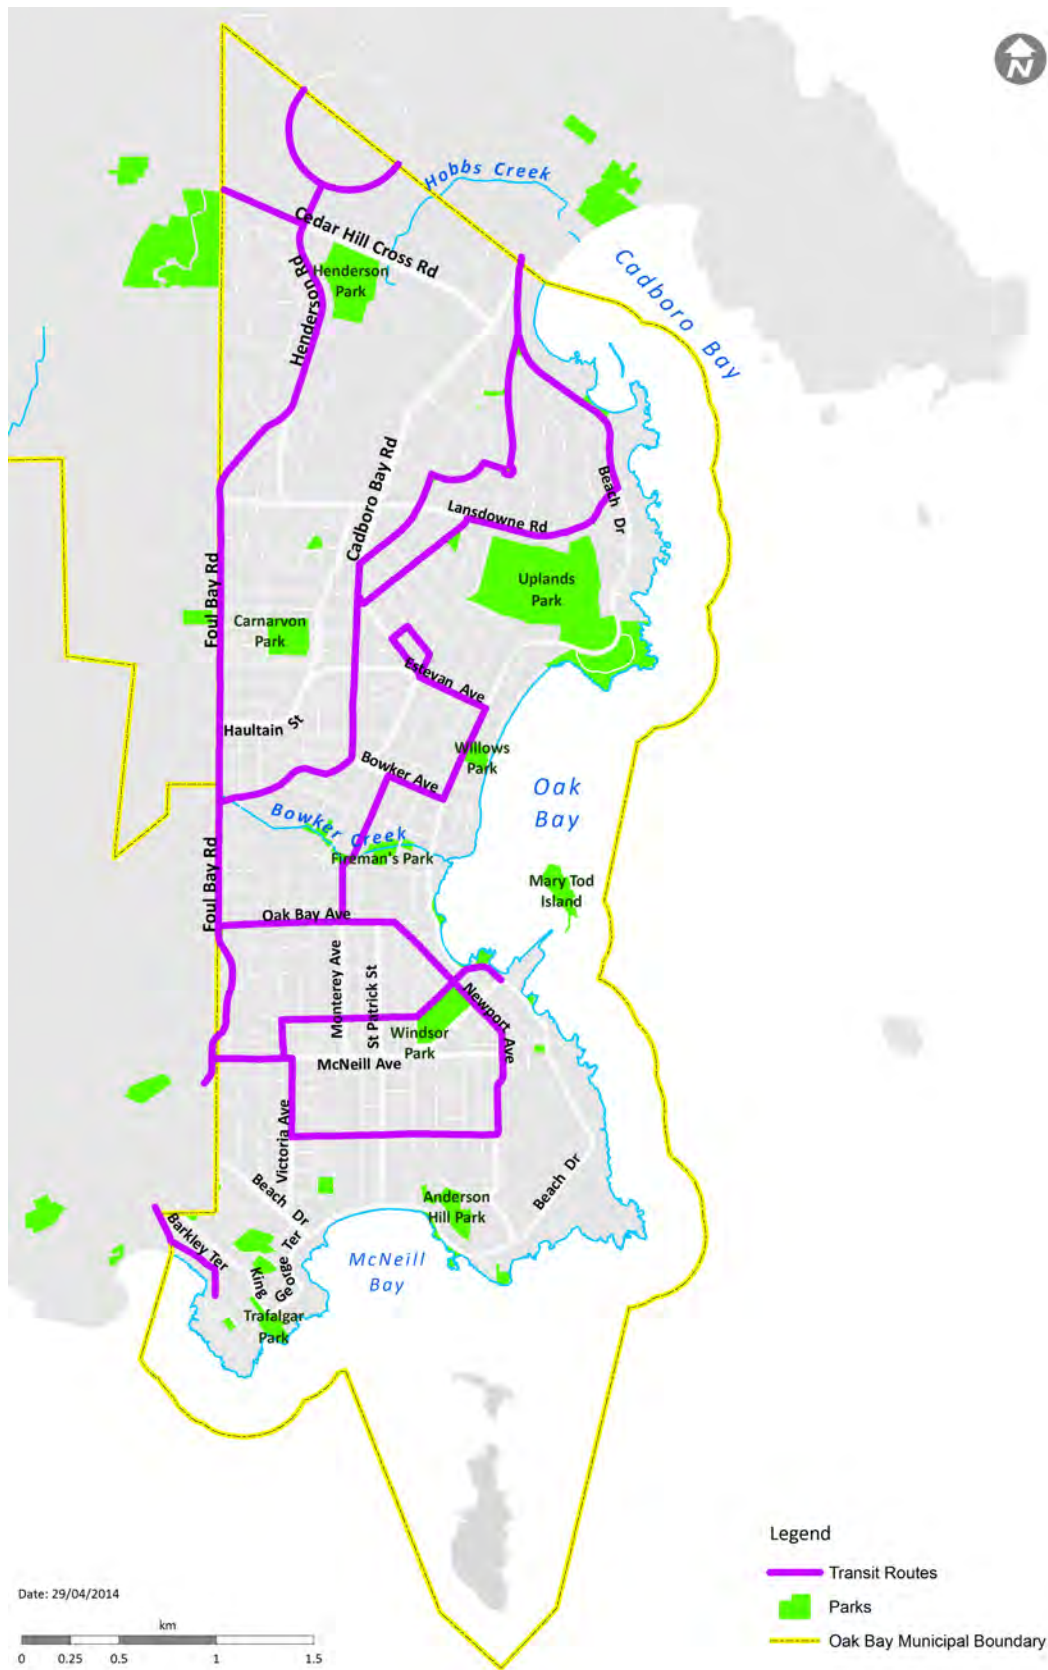 N
Hobbs Creek
Cadboro Bay
Cedar Hill Cross Rd
Henderson
Park
Henderson Rd
Cadboro Bay Rd
Beach Dr
Lansdowne Rd
Foul Bay Rd
Uplands
Park
Carnarvon
Park
Estevan Ave
Haultain St
Willows
Park
Bowker Ave
Oak
Bay
Bowker Creek
Fireman's Park
Foul Bay Rd
Mary Tod
Island
Oak Bay Ave
Monterey Ave
St Patrick St
Newport Ave
Windsor
Park
McNeill Ave
Victoria Ave
Beach Dr
Beach Dr
Anderson
Hill Park
Barkley Ter
King George Ter
McNeill
Bay
Trafalgar
Park
Legend
Transit Routes
Parks
Oak Bay Municipal Boundary
Date: 29/04/2014
km
0 0.25 0.5 1 1.5